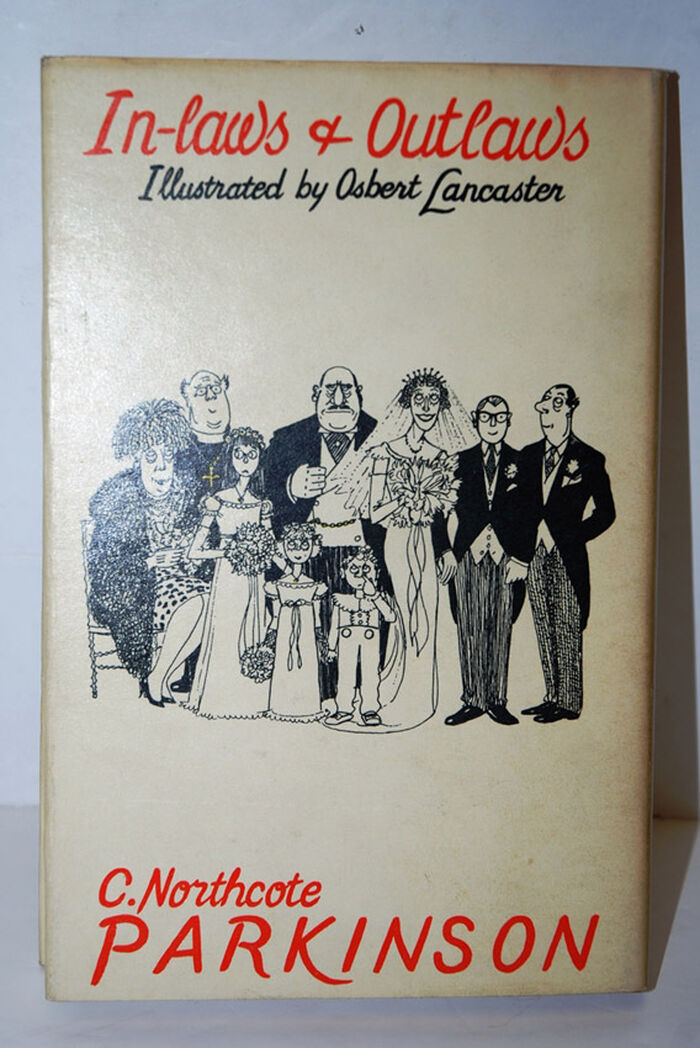 In-laws & Outlaws
Illustrated by Osbert Lancaster
C. Northcote
PARKINSON